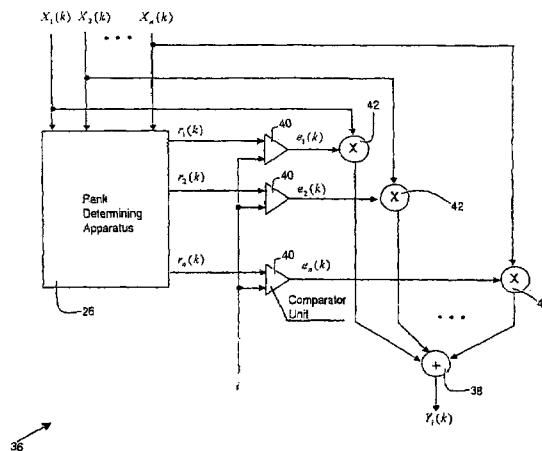 X₁(k) X₂(k) Xₙ(k)
r₁(k) 40 e₁(k) 42
r₂(k) 40 e₂(k) 42
Rank
Determining
Apparatus
rₙ(k) 40 eₙ(k)
Comparator
Unit
26
4
i
38
Yᵢ(k)
36
X
X
X
+